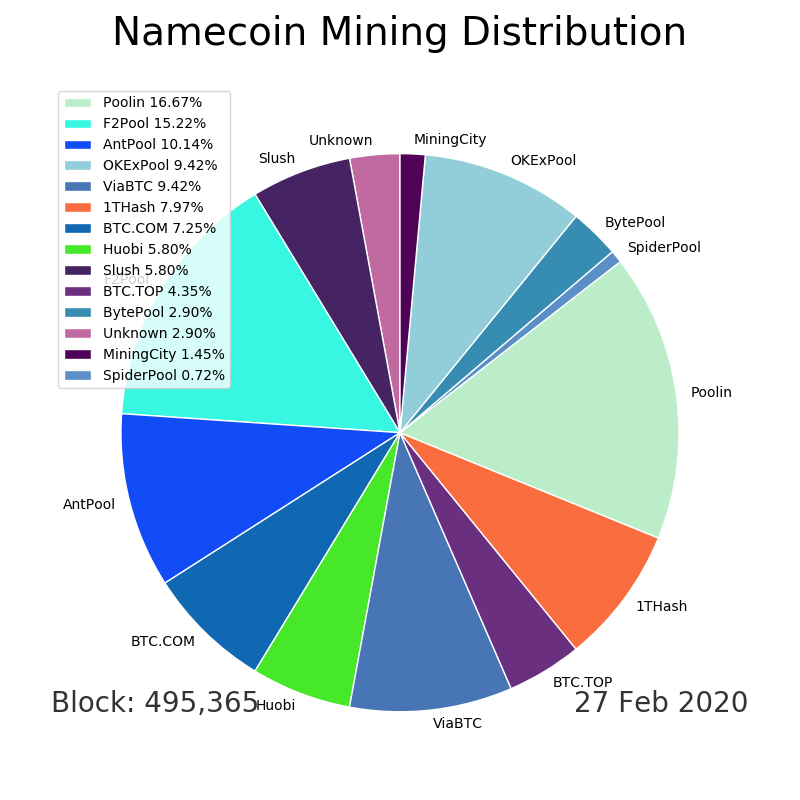 Namecoin Mining Distribution
Poolin 16.67%
F2Pool 15.22%
AntPool 10.14%
OKExPool 9.42%
ViaBTC 9.42%
1THash 7.97%
BTC.COM 7.25%
Huobi 5.80%
Slush 5.80%
BTC.TOP 4.35%
BytePool 2.90%
Unknown 2.90%
MiningCity 1.45%
SpiderPool 0.72%
Unknown
MiningCity
Slush
OKExPool
BytePool
SpiderPool
F2Pool
Poolin
AntPool
1THash
BTC.COM
BTC.TOP
Huobi
ViaBTC
Block: 495,365
27 Feb 2020